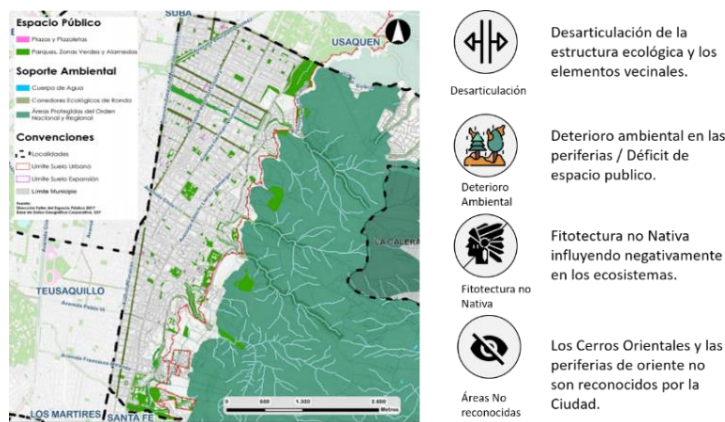 SUBA
Espacio Público
Plazas y Plazoletas
Parques, Zonas Verdes y Alamedas
USAQUEN
Soporte Ambiental
Cuerpo de Agua
Corredores Ecológicos de Ronda
Áreas Protegidas del Orden
Nacional y Regional
Convenciones
Localidades
Límite Suelo Urbano
Límite Suelo Expansión
Límite Municipio
Fuente:
LA CALERA
TEUSAQUILLO
LOS MARTIRES
SANTA FE
Metros
Desarticulación
Desarticulación de la
estructura ecológica y los
elementos vecinales.
Deterioro
Ambiental
Deterioro ambiental en las
periferias / Déficit de
espacio publico.
Fitotectura no
Nativa
Fitotectura no Nativa
influyendo negativamente
en los ecosistemas.
Áreas No
reconocidas
Los Cerros Orientales y las
periferias de oriente no
son reconocidos por la
Ciudad.